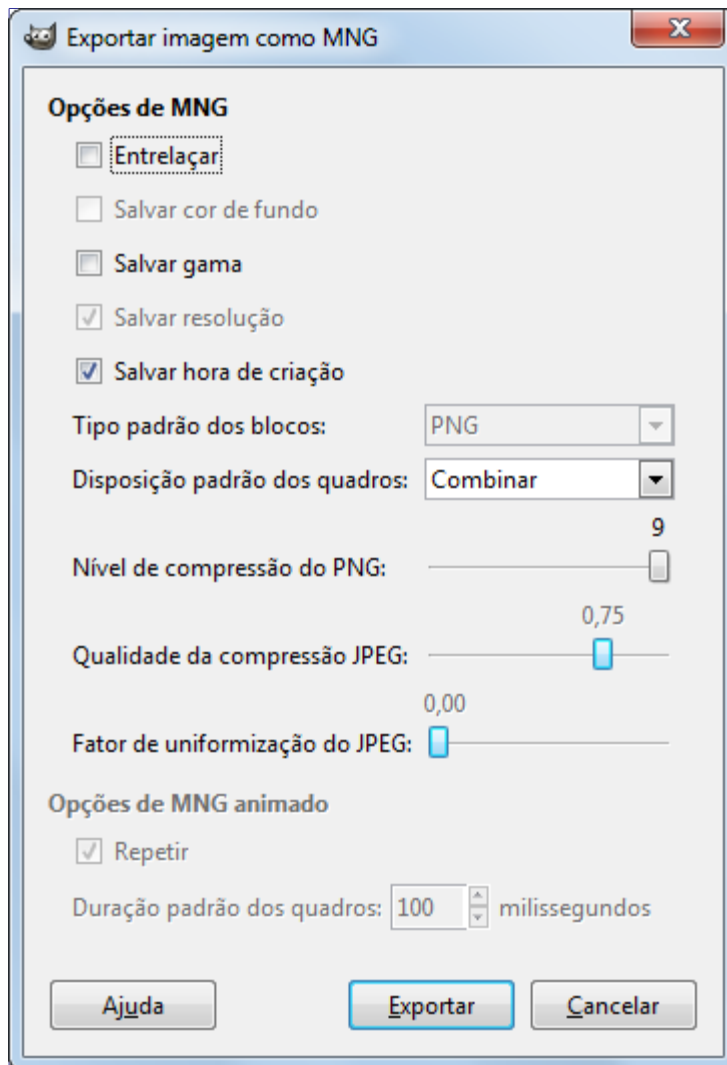 Exportar imagem como MNG
Opções de MNG
Entrelaçar
Salvar cor de fundo
Salvar gama
Salvar resolução
Salvar hora de criação
Tipo padrão dos blocos: PNG
Disposição padrão dos quadros: Combinar
9
Nível de compressão do PNG:
0,75
Qualidade da compressão JPEG:
0,00
Fator de uniformização do JPEG:
Opções de MNG animado
Repetir
Duração padrão dos quadros: 100 milissegundos
Ajuda Exportar Cancelar